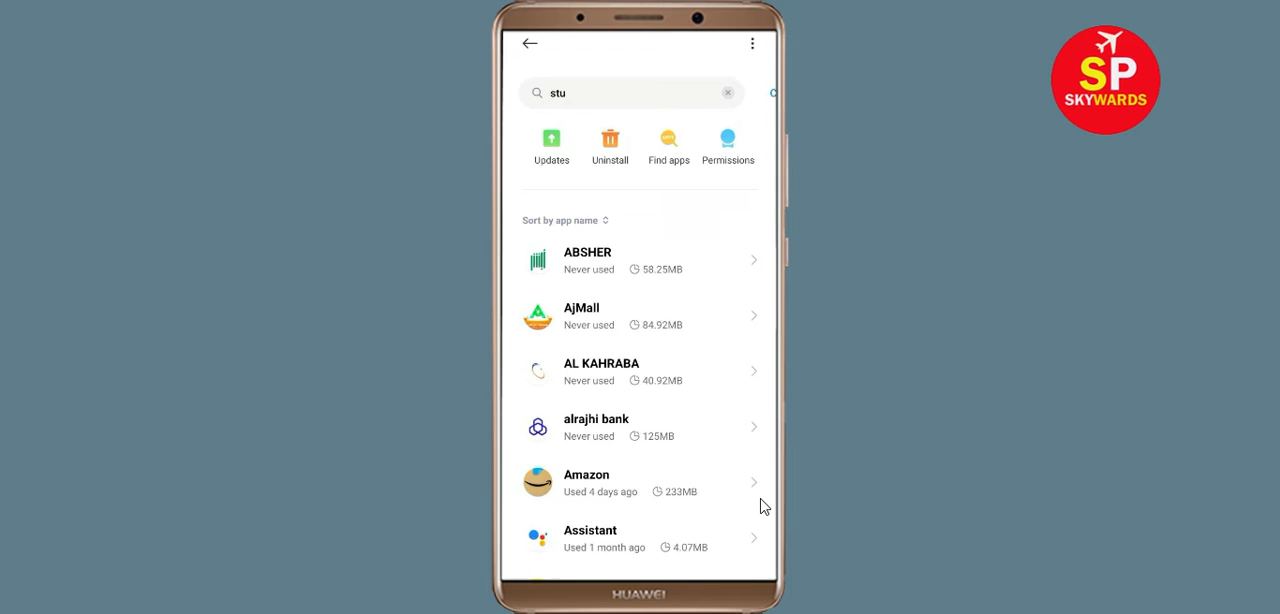 SP
SKYWARDS
stu
C
Updates Uninstall Find apps Permissions
Sort by app name
ABSHER
Never used 58.25MB
AjMall
Never used 84.92MB
AL KAHRABA
Never used 40.92MB
alrajhi bank
Never used 125MB
Amazon
Used 4 days ago 233MB
Assistant
Used 1 month ago 4.07MB
HUAWEI